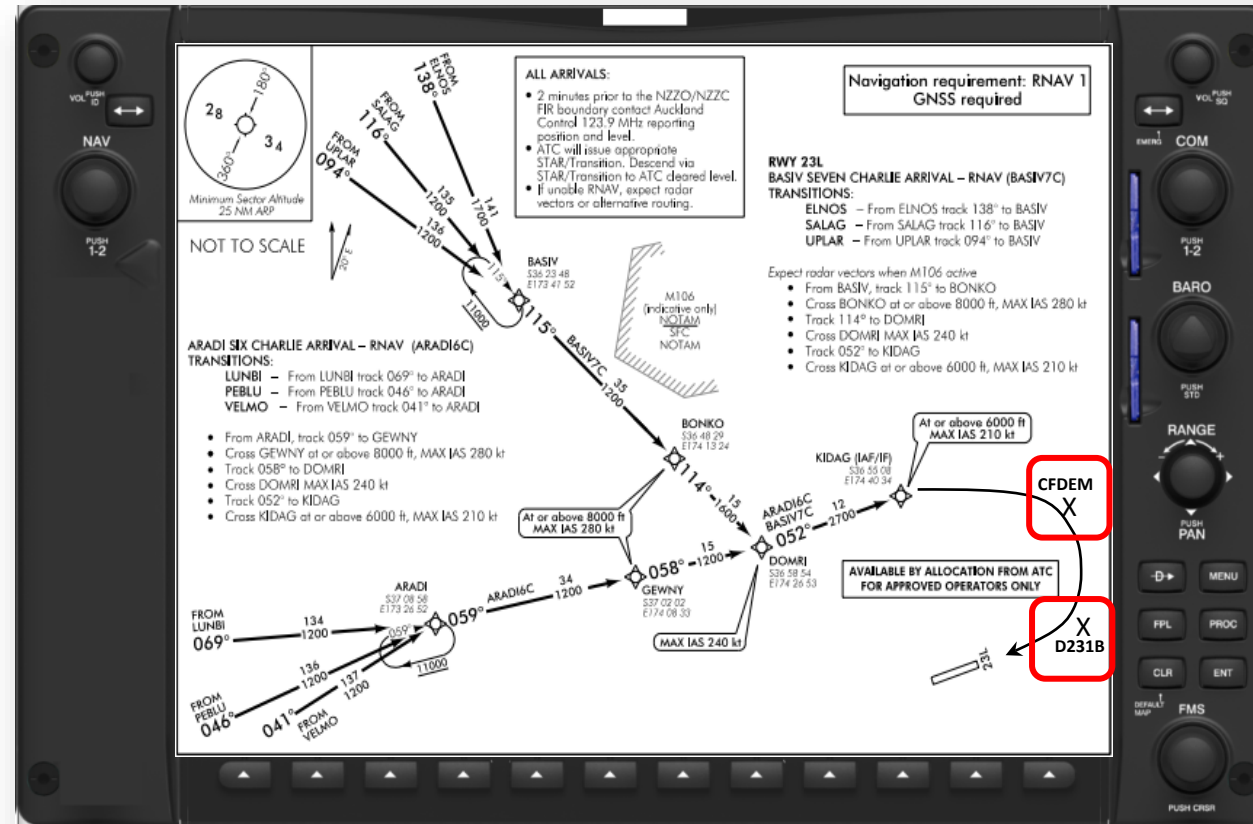 VOL PUSH ID
NAV
PUSH
1-2
180°
360°
28
34
Minimum Sector Altitude
25 NM ARP
NOT TO SCALE
20° E
FROM
ELNOS
138°
FROM
SALAG
116°
FROM
UPLAR
094°
141
1700
135
1200
136
1200
115°
11000
ALL ARRIVALS:
• 2 minutes prior to the NZZO/NZZC
FIR boundary contact Auckland
Control 123.9 MHz reporting
position and level.
• ATC will issue appropriate
STAR/Transition. Descend via
STAR/Transition to ATC cleared level.
• If unable RNAV, expect radar
vectors or alternative routing.
Navigation requirement: RNAV 1
GNSS required
RWY 23L
BASIV SEVEN CHARLIE ARRIVAL – RNAV (BASIV7C)
TRANSITIONS:
ELNOS – From ELNOS track 138° to BASIV
SALAG – From SALAG track 116° to BASIV
UPLAR – From UPLAR track 094° to BASIV
Expect radar vectors when M106 active
• From BASIV, track 115° to BONKO
• Cross BONKO at or above 8000 ft, MAX IAS 280 kt
• Track 114° to DOMRI
• Cross DOMRI MAX IAS 240 kt
• Track 052° to KIDAG
• Cross KIDAG at or above 6000 ft, MAX IAS 210 kt
BASIV
S36 23 48
E173 41 52
M106
(indicative only)
NOTAM
SFC
NOTAM
115°
BASIV7C
35
1200
ARADI SIX CHARLIE ARRIVAL – RNAV (ARADI6C)
TRANSITIONS:
LUNBI – From LUNBI track 069° to ARADI
PEBLU – From PEBLU track 046° to ARADI
VELMO – From VELMO track 041° to ARADI
• From ARADI, track 059° to GEWNY
• Cross GEWNY at or above 8000 ft, MAX IAS 280 kt
• Track 058° to DOMRI
• Cross DOMRI MAX IAS 240 kt
• Track 052° to KIDAG
• Cross KIDAG at or above 6000 ft, MAX IAS 210 kt
BONKO
S36 48 29
E174 13 24
114°
15
1600
At or above 8000 ft
MAX IAS 280 kt
At or above 6000 ft
MAX IAS 210 kt
KIDAG (IAF/IF)
S36 55 08
E174 40 34
CFDEM
X
ARADI6C
BASIV7C
052°
12
2700
DOMRI
S36 58 54
E174 26 53
058°
15
1200
GEWNY
S37 02 02
E174 08 33
MAX IAS 240 kt
AVAILABLE BY ALLOCATION FROM ATC
FOR APPROVED OPERATORS ONLY
X
D231B
23L
ARADI
S37 08 58
E173 26 52
059°
ARADI6C
34
1200
059°
11000
FROM
LUNBI
069°
134
1200
FROM
PEBLU
046°
136
1200
041°
FROM
VELMO
137
1200
VOL PUSH SQ
EMERG
COM
PUSH
1-2
BARO
PUSH
STD
RANGE
- +
PUSH
PAN
D
MENU
FPL
PROC
CLR
ENT
DEFAULT
MAP
FMS
PUSH CRSR